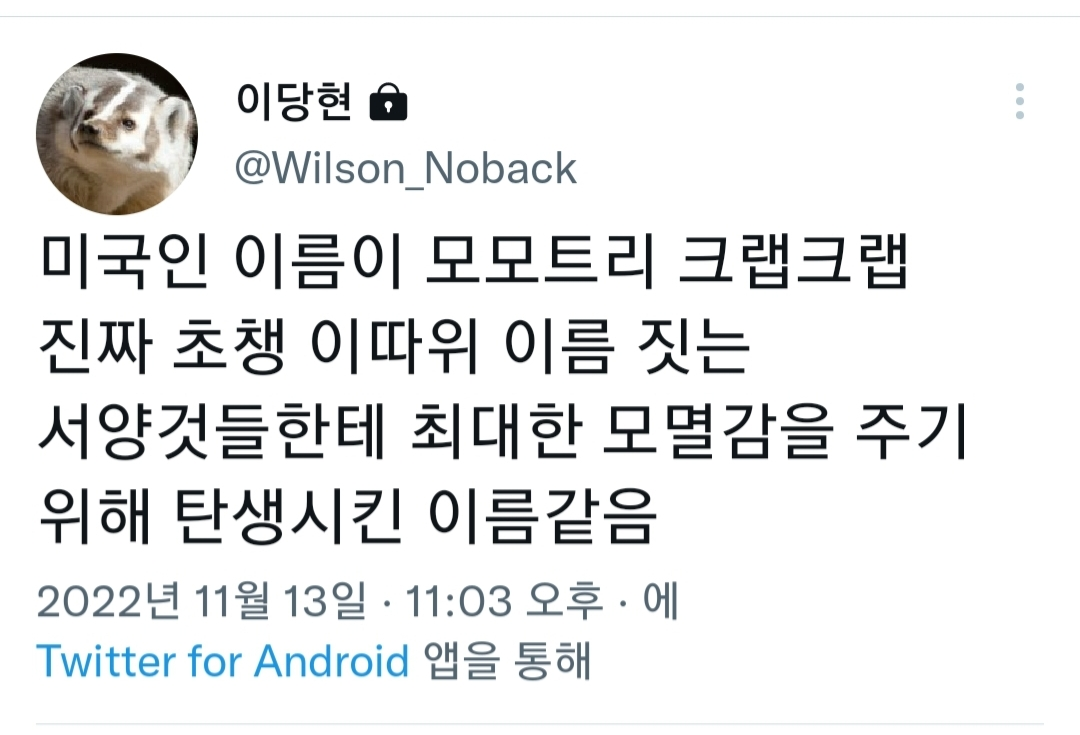 이당현
@Wilson_Noback
미국인 이름이 모모트리 크랩크랩
진짜 초챙 이따위 이름 짓는
서양것들한테 최대한 모멸감을 주기
위해 탄생시킨 이름같음
2022년 11월 13일 · 11:03 오후 · 에
Twitter for Android 앱을 통해